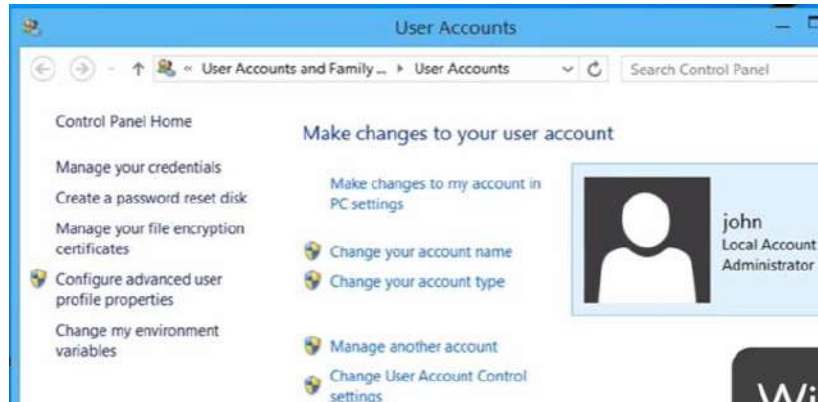 User Accounts
« User Accounts and Family ... ▸ User Accounts
Search Control Panel
Control Panel Home
Manage your credentials
Create a password reset disk
Manage your file encryption
certificates
Configure advanced user
profile properties
Change my environment
variables
Make changes to your user account
Make changes to my account in
PC settings
Change your account name
Change your account type
Manage another account
Change User Account Control
settings
john
Local Account
Administrator